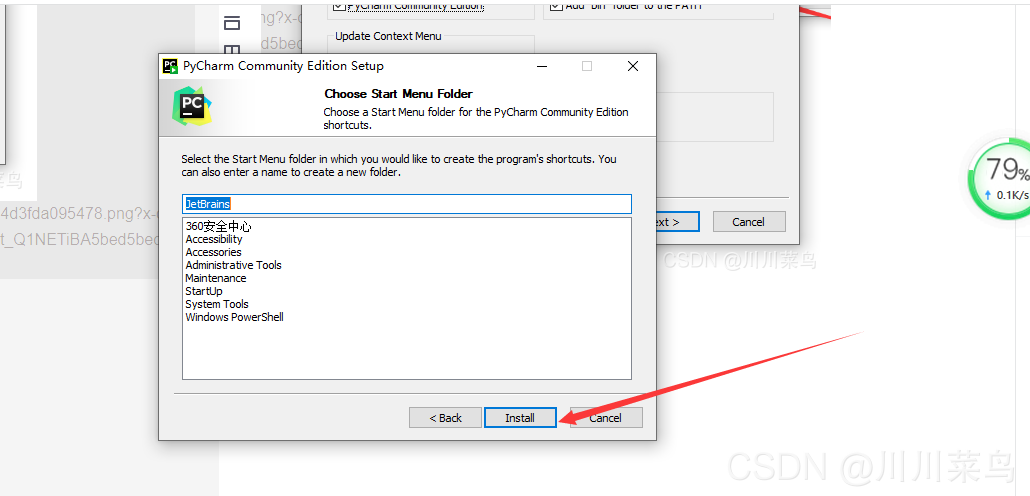 PyCharm Community Edition
Add "bin" folder to the PATH
Update Context Menu
PyCharm Community Edition Setup
PC
Choose Start Menu Folder
Choose a Start Menu folder for the PyCharm Community Edition
shortcuts.
Select the Start Menu folder in which you would like to create the program's shortcuts. You
can also enter a name to create a new folder.
JetBrains
360安全中心
Accessibility
Accessories
Administrative Tools
Maintenance
StartUp
System Tools
Windows PowerShell
< Back
Install
Cancel
ext >
Cancel
79%
0.1K/s
ng?x-o
d5bed
菜鸟
4d3fda095478.png?x-o
t_Q1NETiBA5bed5bed
CSDN @川川菜鸟
CSDN @川川菜鸟